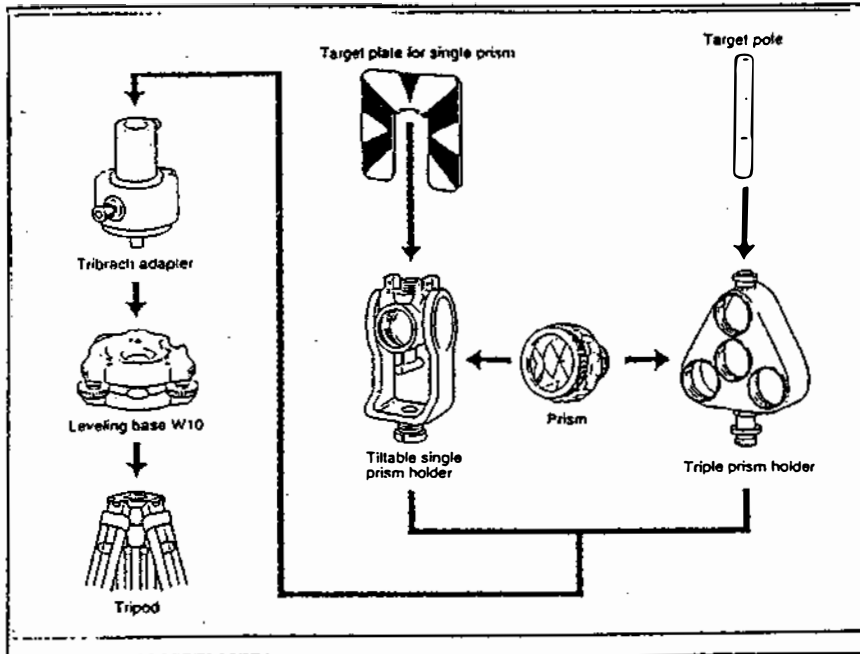 Target plate for single prism
Target pole
Tribrach adapter
Leveling base W10
Tripod
Tiltable single
prism holder
Prism
Triple prism holder